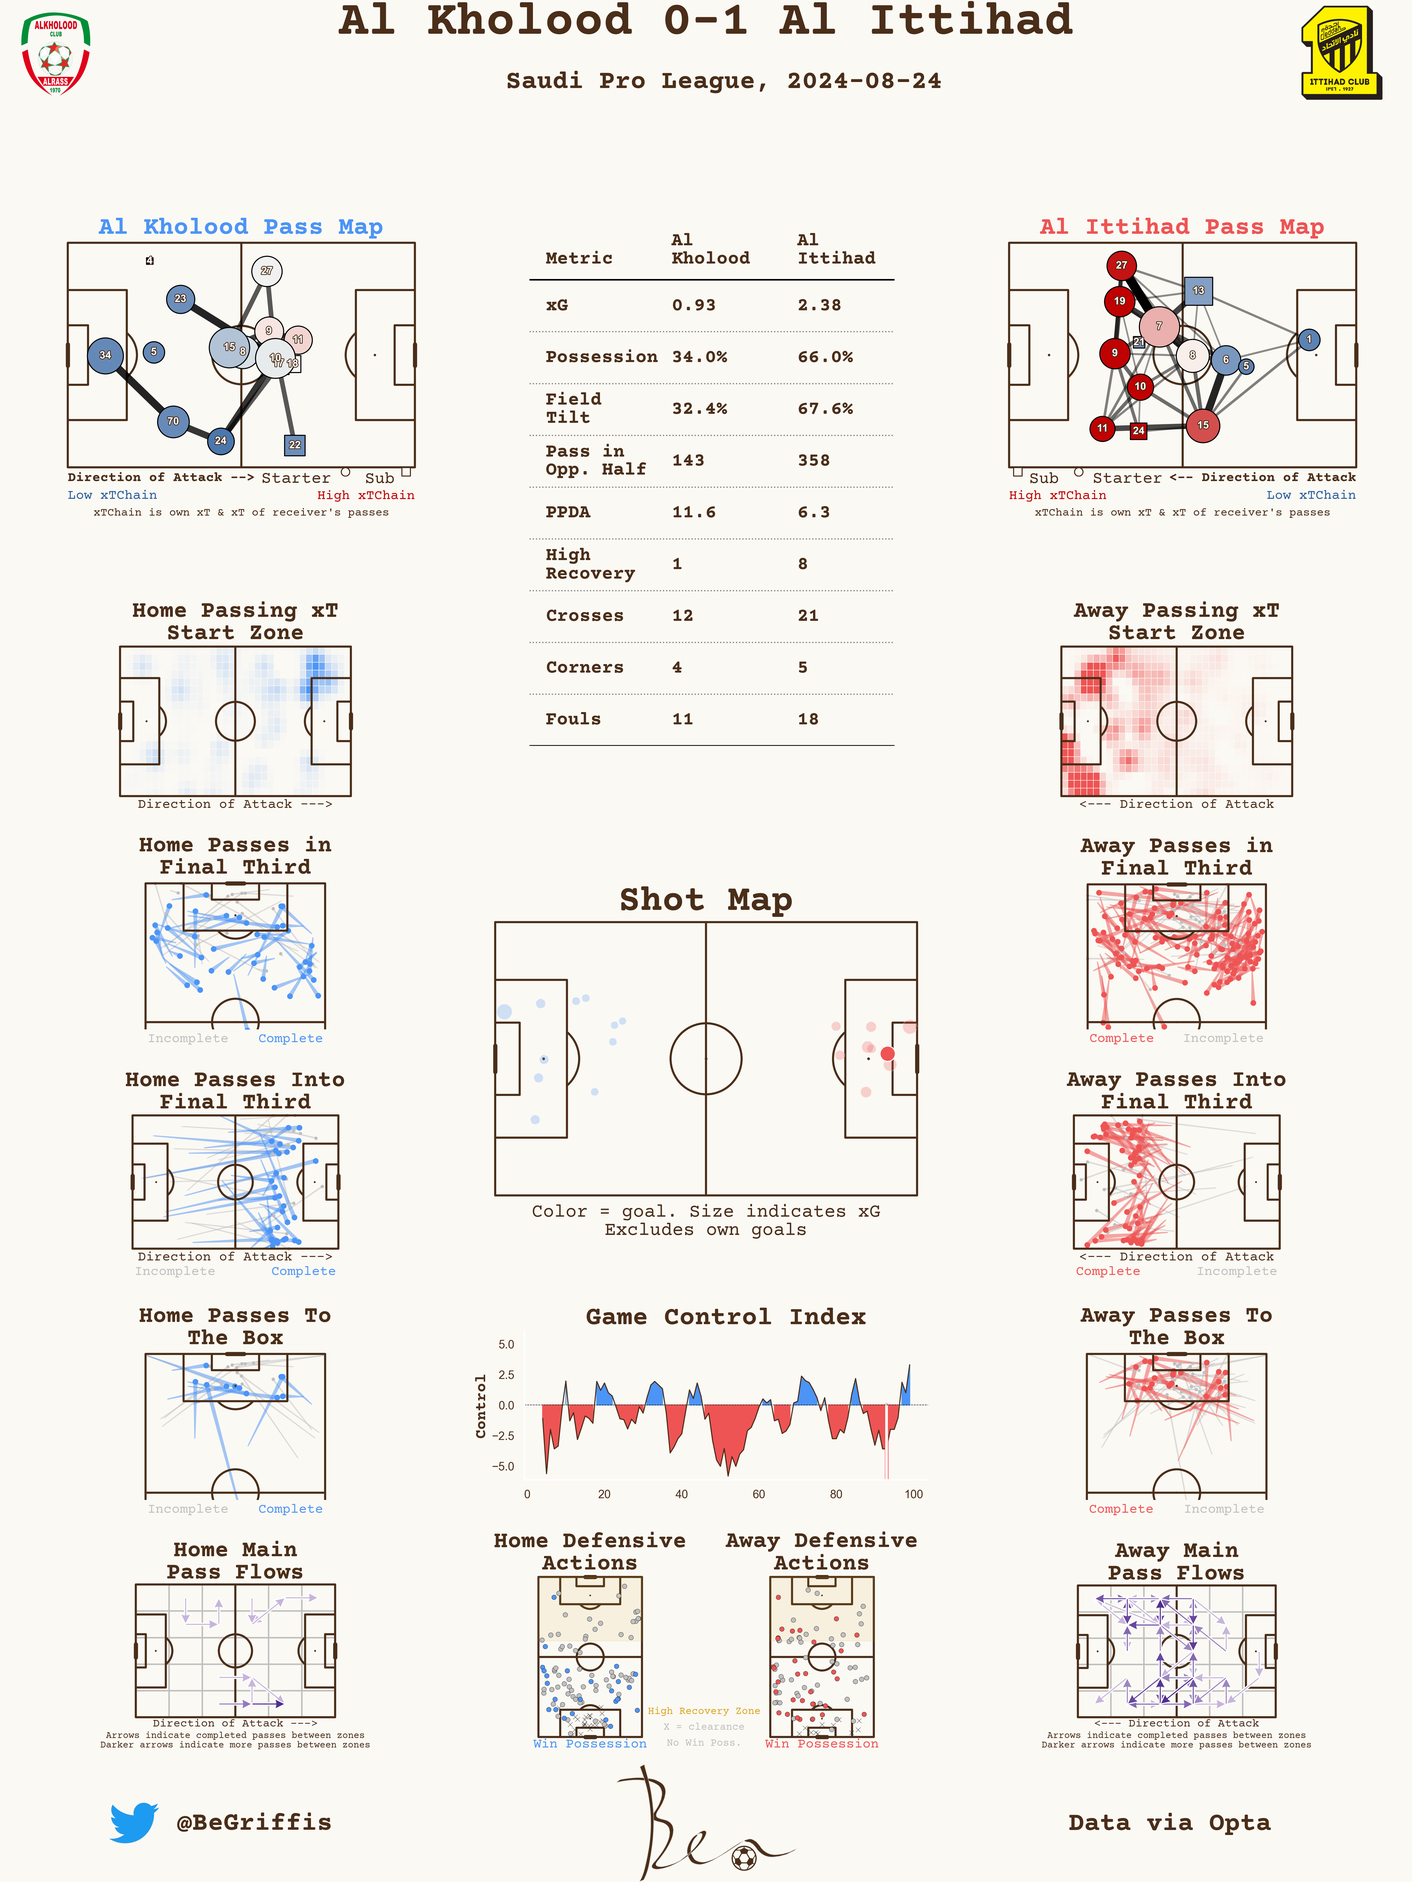 Al Kholood 0-1 Al Ittihad
Saudi Pro League, 2024-08-24
ALKHOLOOD
CLUB
ALRASS
1970
ITTIHAD CLUB
Al Kholood Pass Map
4
27
23
9
11
15
8
10
17
18
34
5
70
24
22
Direction of Attack --> Starter Sub
Low xTChain High xTChain
xTChain is own xT & xT of receiver's passes
Metric Al Kholood Al Ittihad
xG 0.93 2.38
Possession 34.0% 66.0%
Field Tilt 32.4% 67.6%
Pass in Opp. Half 143 358
PPDA 11.6 6.3
High Recovery 1 8
Crosses 12 21
Corners 4 5
Fouls 11 18
Al Ittihad Pass Map
27
13
19
7
21
1
9
8
6
5
10
11
24
15
Sub Starter <-- Direction of Attack
High xTChain Low xTChain
xTChain is own xT & xT of receiver's passes
Home Passing xT
Start Zone
Direction of Attack --->
Away Passing xT
Start Zone
<--- Direction of Attack
Home Passes in
Final Third
Incomplete Complete
Away Passes in
Final Third
Complete Incomplete
Shot Map
Color = goal. Size indicates xG
Excludes own goals
Home Passes Into
Final Third
Direction of Attack --->
Incomplete Complete
Away Passes Into
Final Third
<--- Direction of Attack
Complete Incomplete
Home Passes To
The Box
Incomplete Complete
Game Control Index
Control
5.0
2.5
0.0
−2.5
−5.0
0 20 40 60 80 100
Away Passes To
The Box
Complete Incomplete
Home Main
Pass Flows
Direction of Attack --->
Arrows indicate completed passes between zones
Darker arrows indicate more passes between zones
Home Defensive
Actions
Win Possession
High Recovery Zone
X = clearance
No Win Poss.
Away Defensive
Actions
Win Possession
Away Main
Pass Flows
<--- Direction of Attack
Arrows indicate completed passes between zones
Darker arrows indicate more passes between zones
@BeGriffis
Ben
Data via Opta